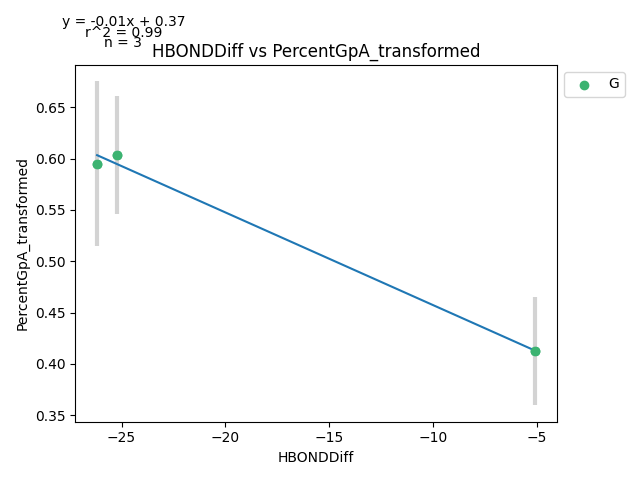 y = -0.01x + 0.37
r^2 = 0.99
n = 3
HBONDDiff vs PercentGpA_transformed
G
PercentGpA_transformed
0.65
0.60
0.55
0.50
0.45
0.40
0.35
−25
−20
−15
−10
−5
HBONDDiff